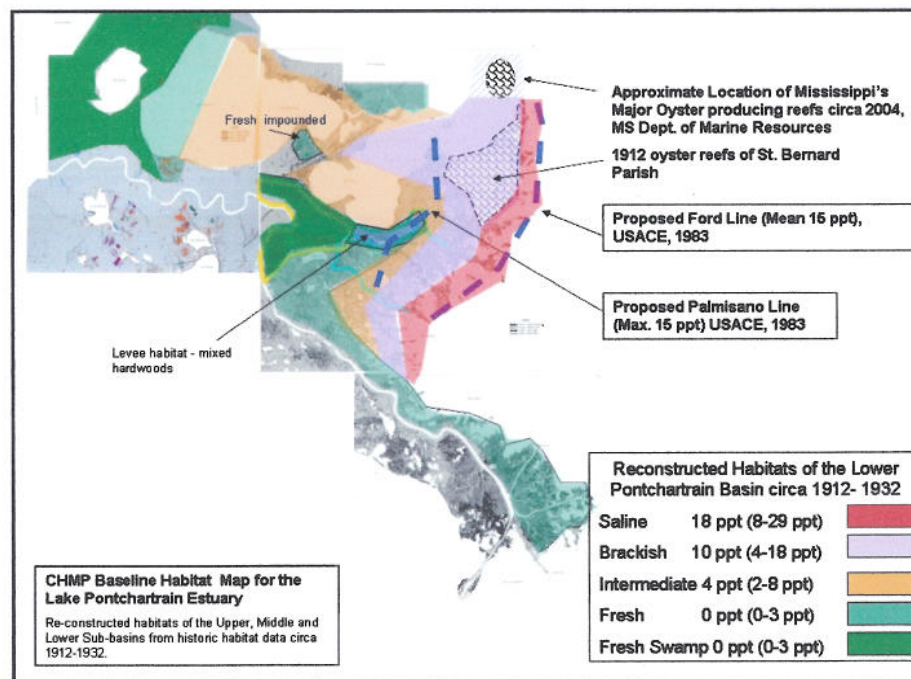 Fresh impounded
Approximate Location of Mississippi's
Major Oyster producing reefs circa 2004,
MS Dept. of Marine Resources
1912 oyster reefs of St. Bernard
Parish
Proposed Ford Line (Mean 15 ppt),
USACE, 1983
Proposed Palmisano Line
(Max. 15 ppt) USACE, 1983
Levee habitat - mixed
hardwoods
Reconstructed Habitats of the Lower
Pontchartrain Basin circa 1912- 1932
Saline 18 ppt (8-29 ppt)
Brackish 10 ppt (4-18 ppt)
Intermediate 4 ppt (2-8 ppt)
Fresh 0 ppt (0-3 ppt)
Fresh Swamp 0 ppt (0-3 ppt)
CHMP Baseline Habitat Map for the
Lake Pontchartrain Estuary
Re-constructed habitats of the Upper, Middle and
Lower Sub-basins from historic habitat data circa
1912-1932.